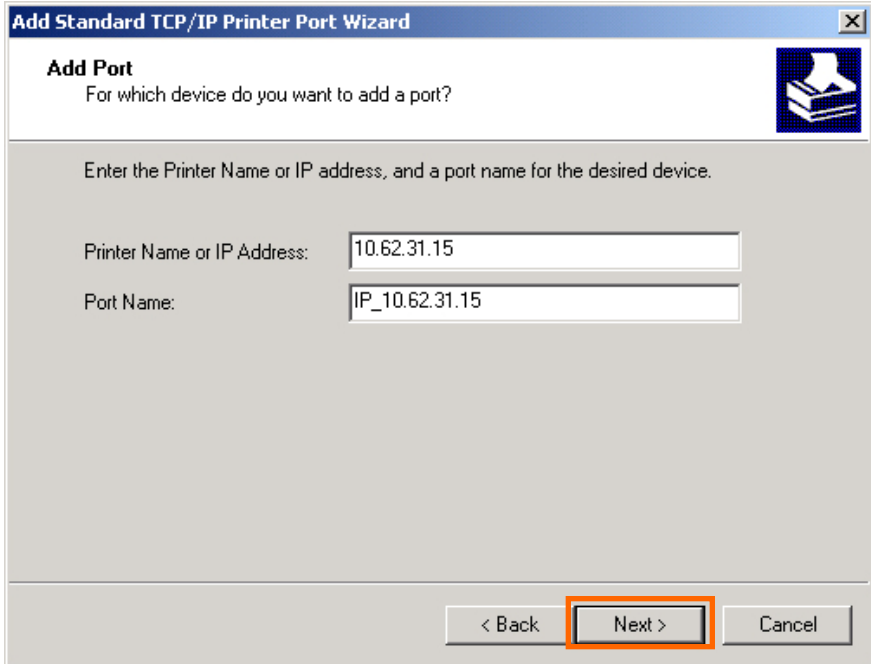 Add Standard TCP/IP Printer Port Wizard
Add Port
For which device do you want to add a port?
Enter the Printer Name or IP address, and a port name for the desired device.
Printer Name or IP Address: 10.62.31.15
Port Name: IP_10.62.31.15
< Back Next > Cancel